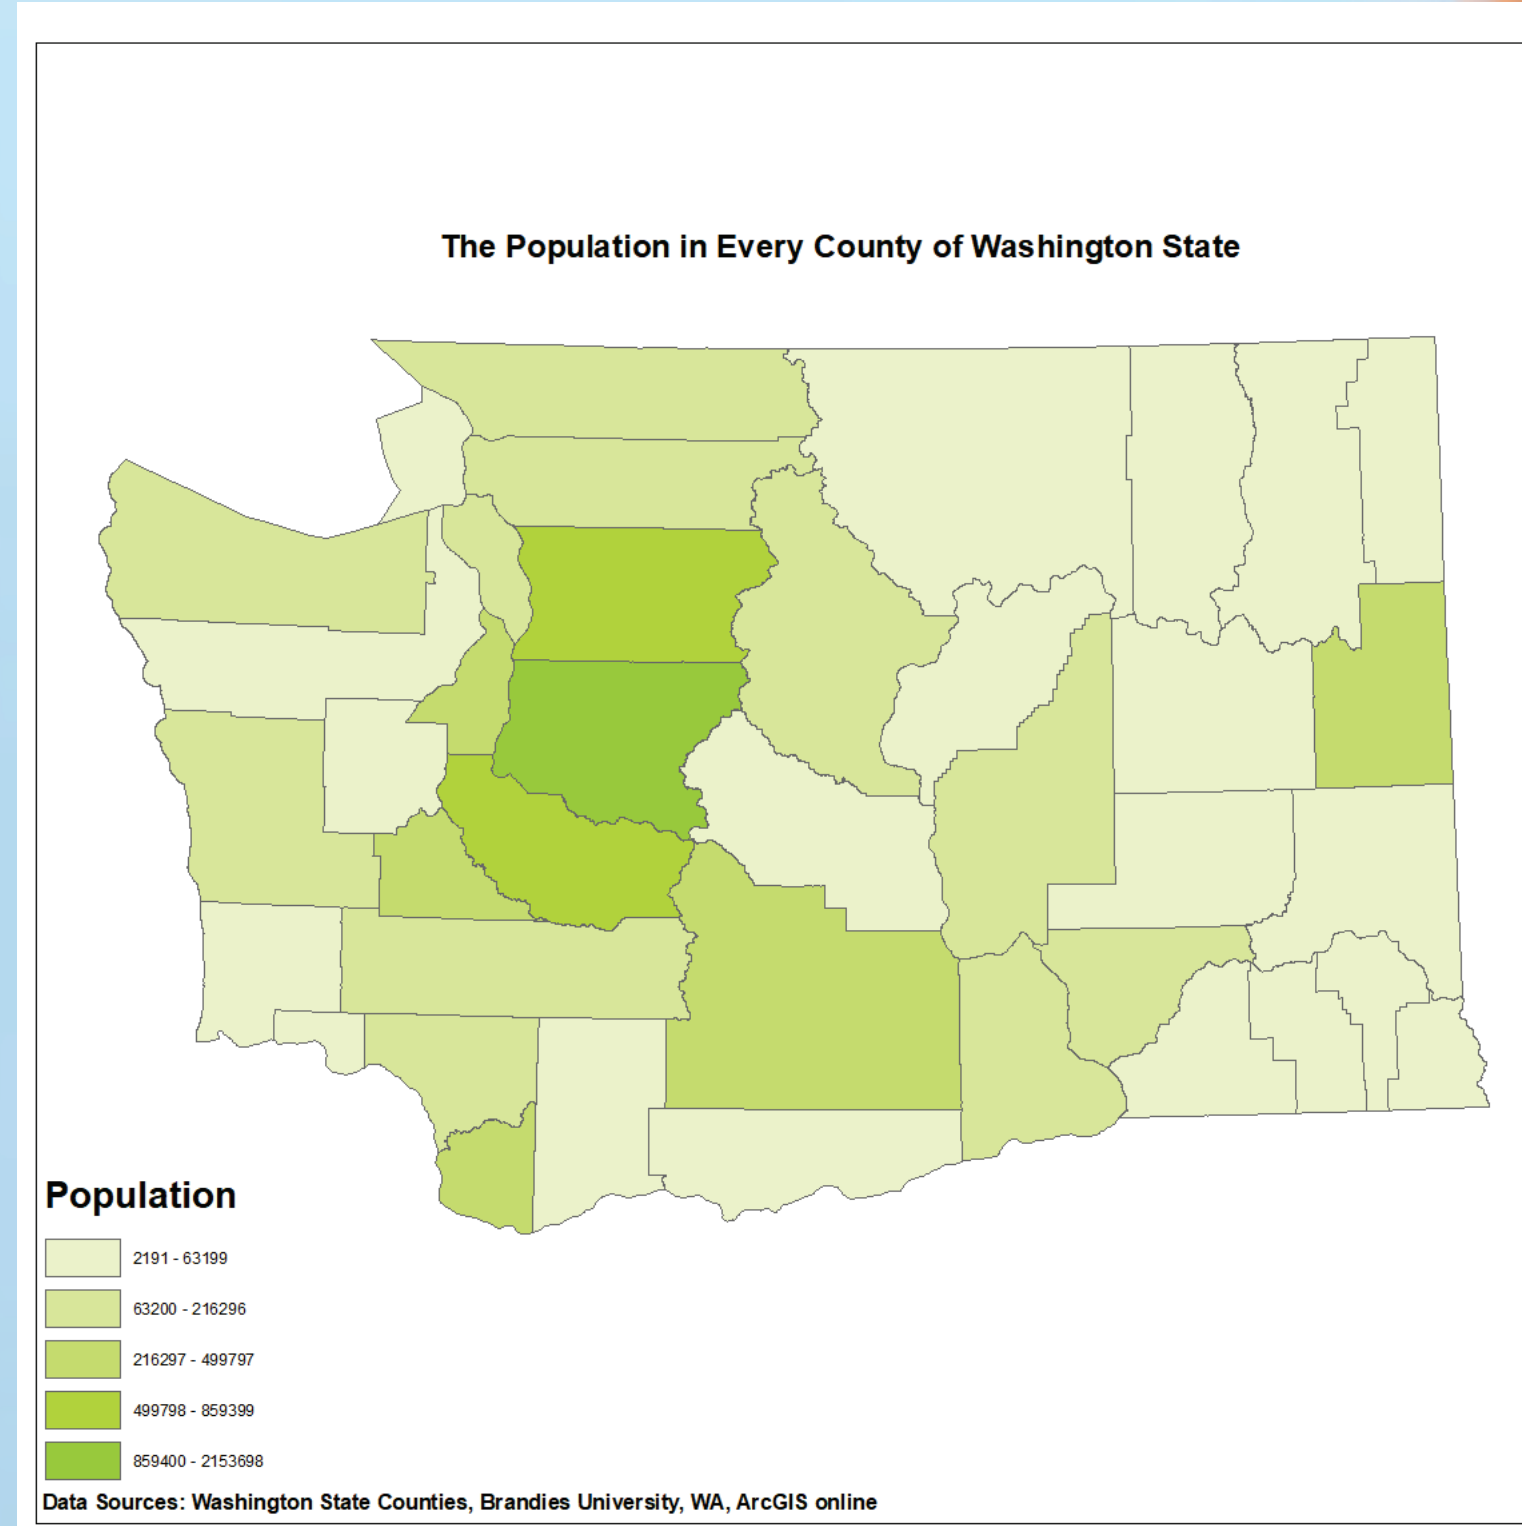 The Population in Every County of Washington State
Population
2191 - 63199
63200 - 216296
216297 - 499797
499798 - 859399
859400 - 2153698
Data Sources: Washington State Counties, Brandies University, WA, ArcGIS online